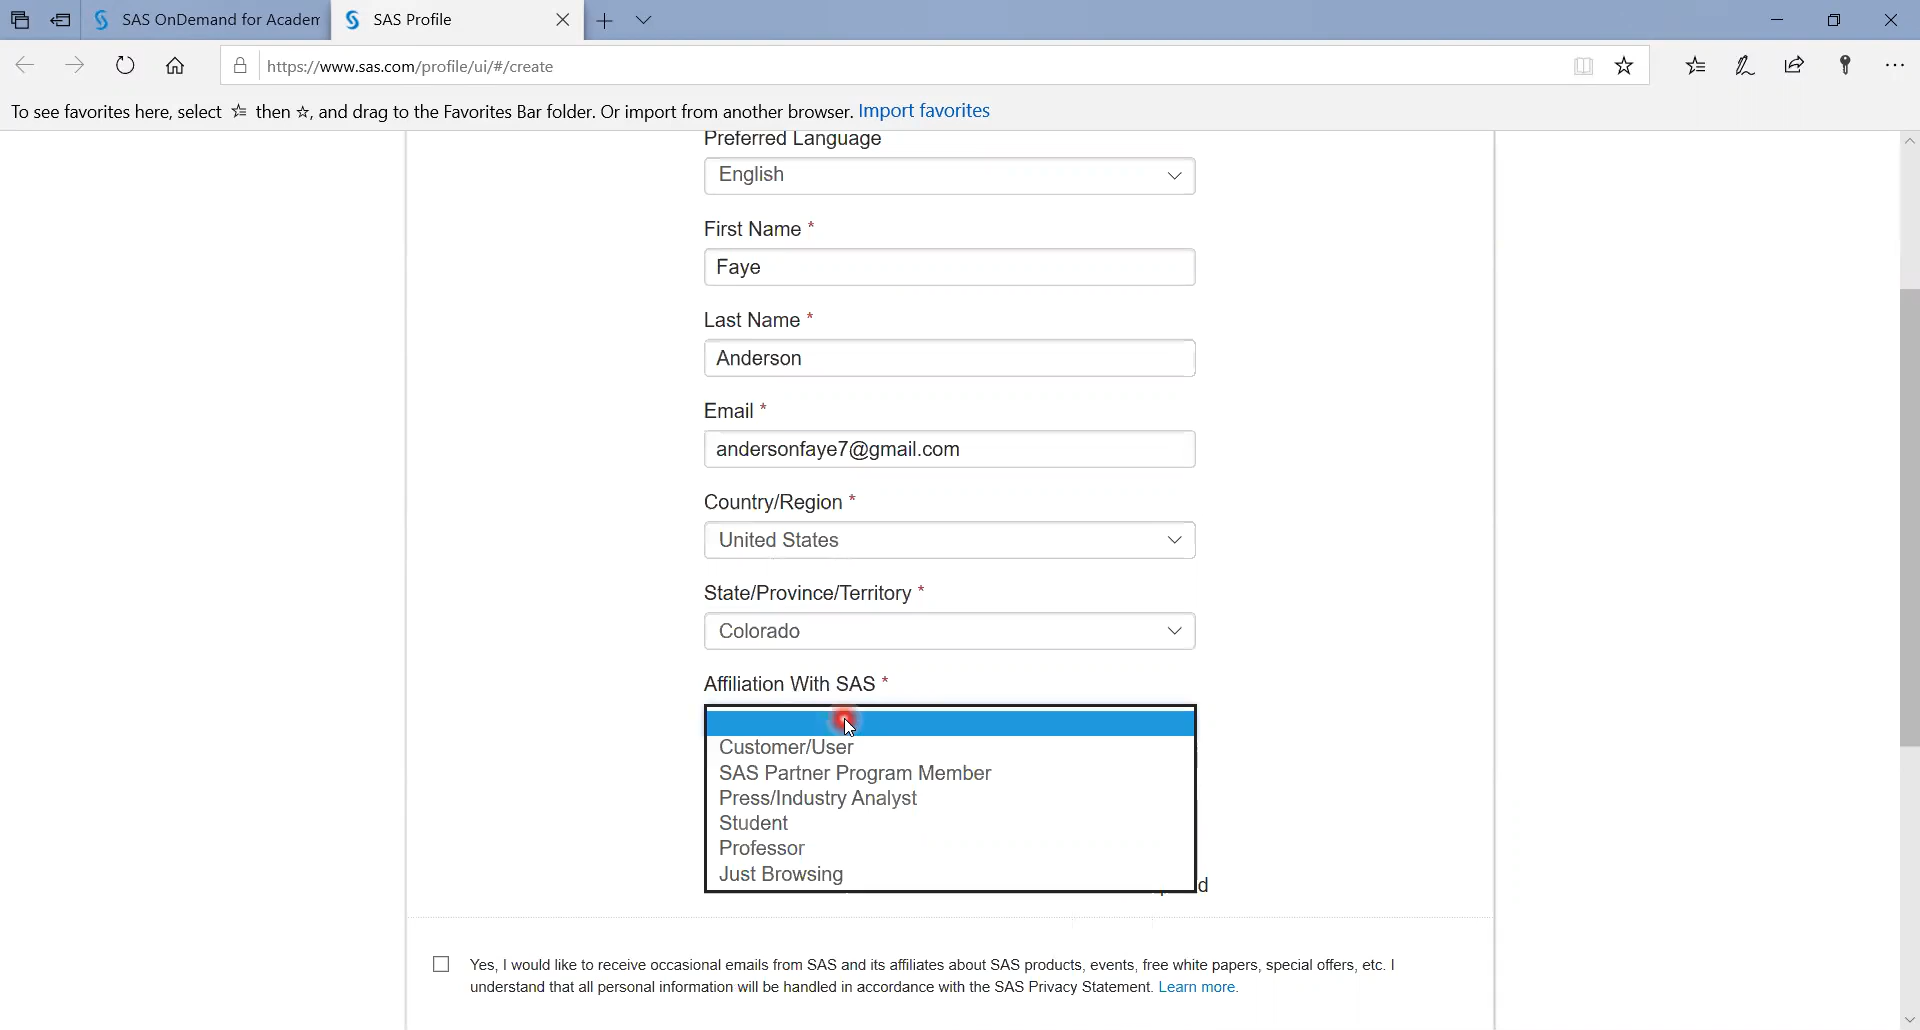 SAS OnDemand for Academ
SAS Profile
https://www.sas.com/profile/ui/#/create
To see favorites here, select then ☆, and drag to the Favorites Bar folder. Or import from another browser. Import favorites
Preferred Language
English
First Name *
Faye
Last Name *
Anderson
Email *
andersonfaye7@gmail.com
Country/Region *
United States
State/Province/Territory *
Colorado
Affiliation With SAS *
Customer/User
SAS Partner Program Member
Press/Industry Analyst
Student
Professor
Just Browsing
Yes, I would like to receive occasional emails from SAS and its affiliates about SAS products, events, free white papers, special offers, etc. I
understand that all personal information will be handled in accordance with the SAS Privacy Statement. Learn more.